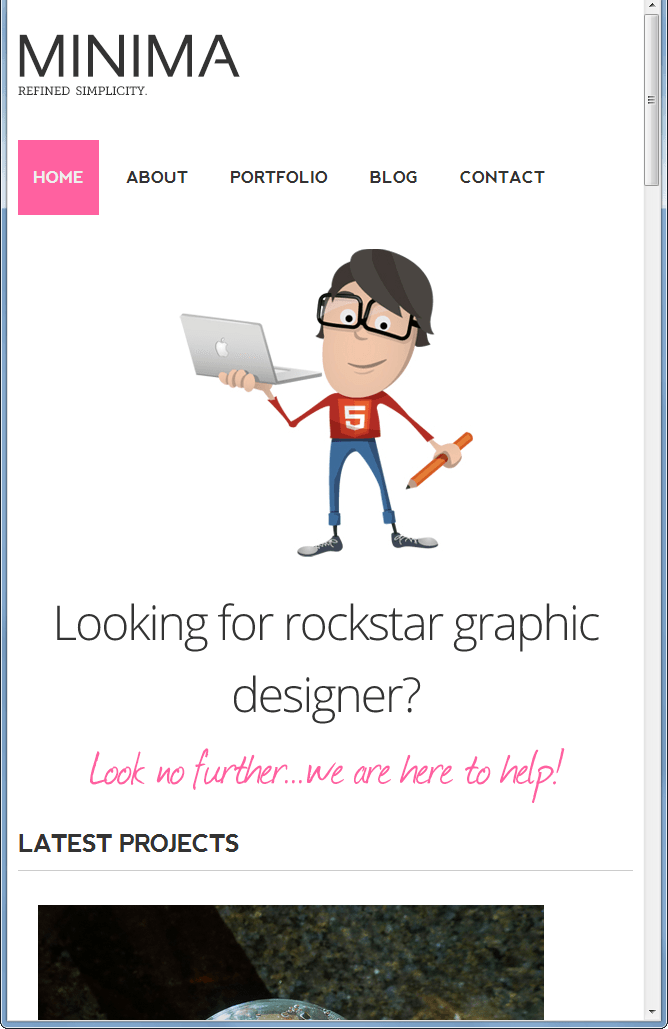 MINIMA
REFINED SIMPLICITY.
HOME ABOUT PORTFOLIO BLOG CONTACT
5
Looking for rockstar graphic
designer?
Look no further...we are here to help!
LATEST PROJECTS